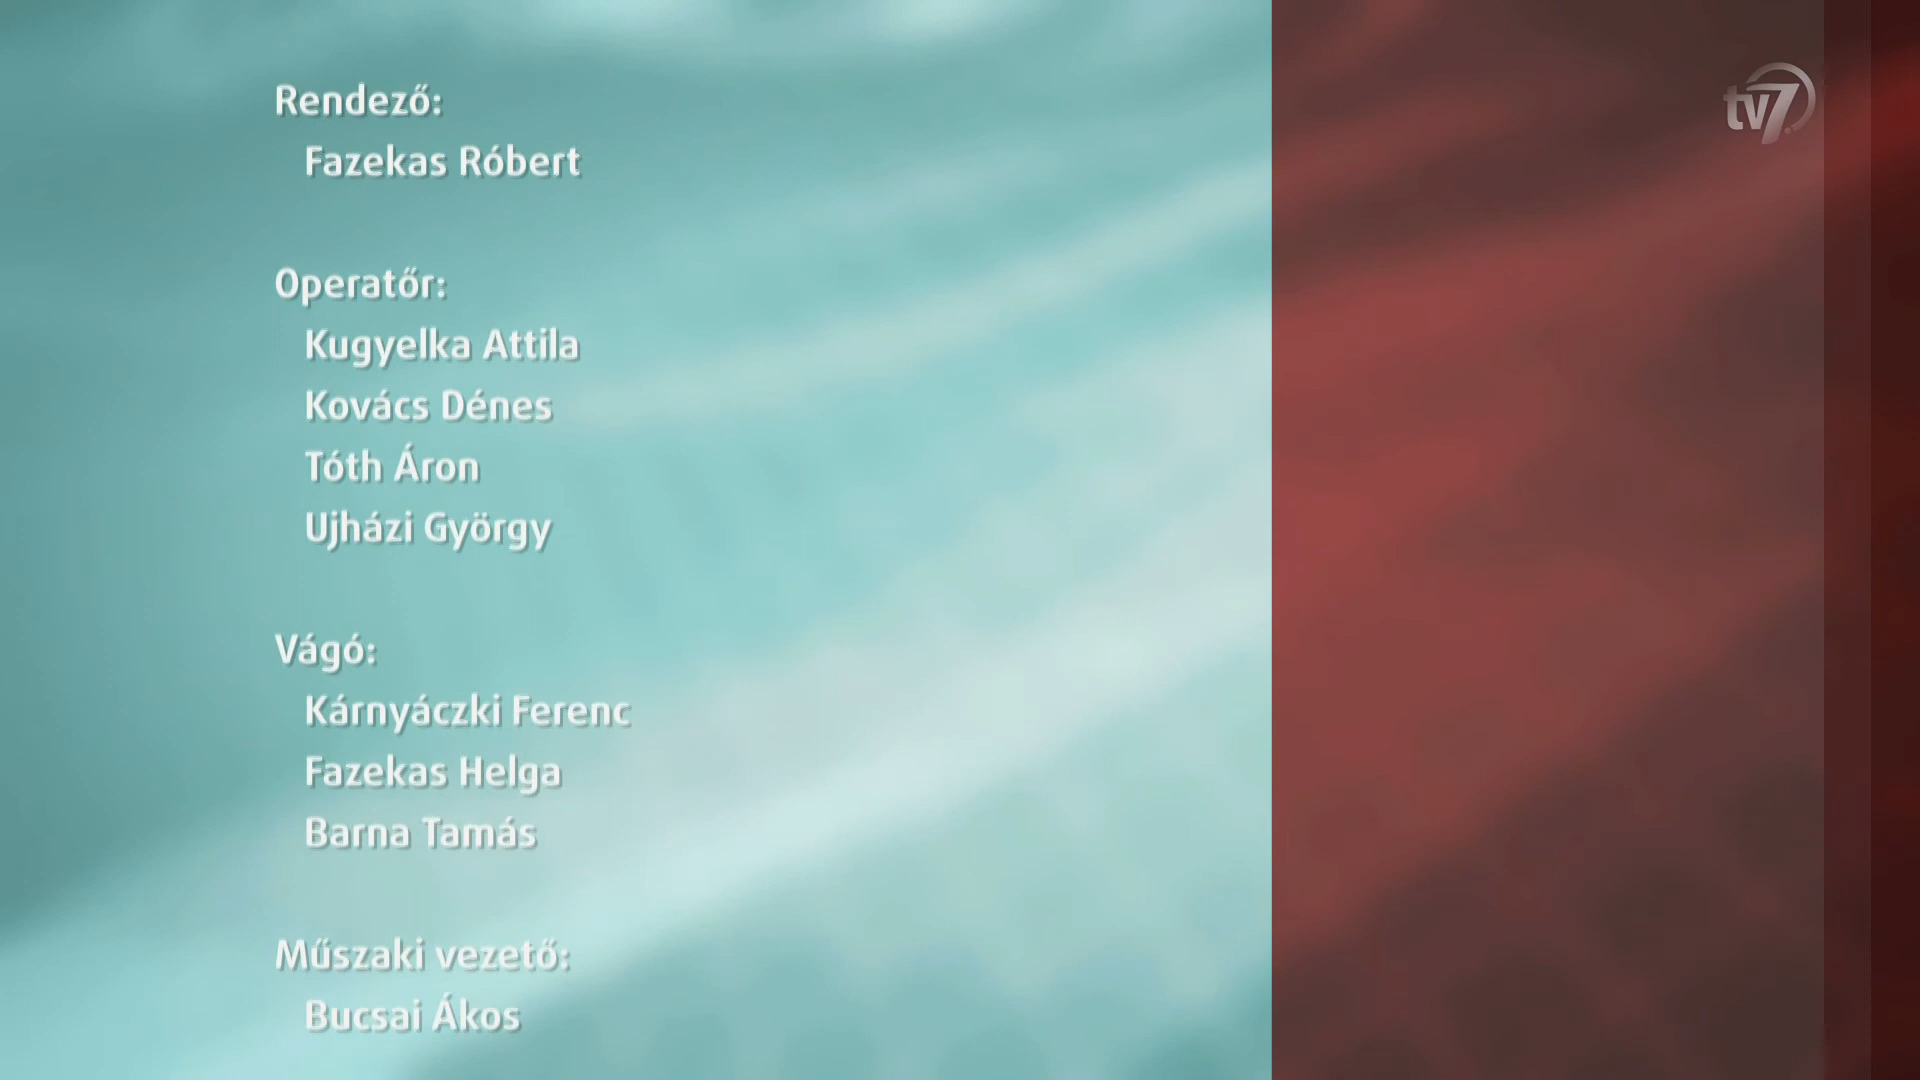 Rendező:
Fazekas Róbert
Operatőr:
Kugyelka Attila
Kovács Dénes
Tóth Áron
Ujházi György
Vágó:
Kárnyáczki Ferenc
Fazekas Helga
Barna Tamás
Műszaki vezető:
Bucsai Ákos
tv7